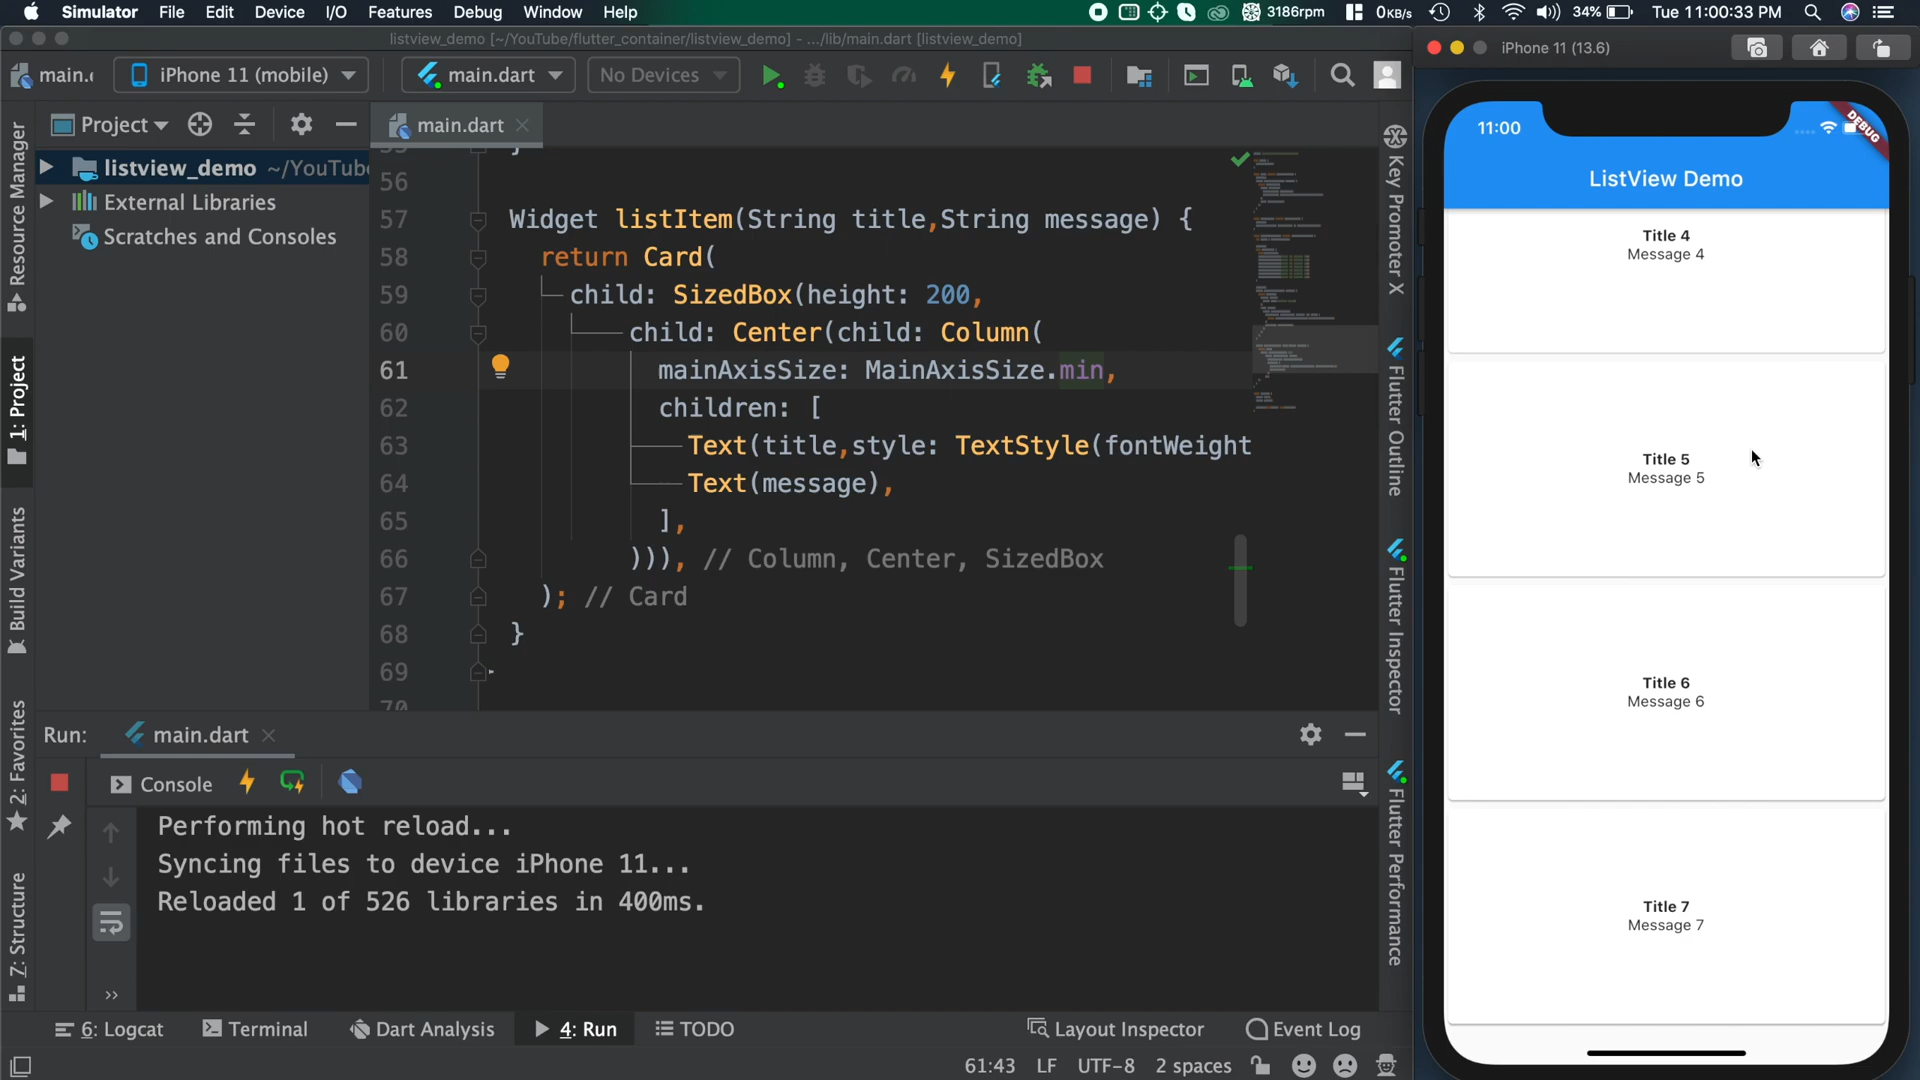 Simulator File Edit Device I/O Features Debug Window Help
3186rpm 0KB/s 34% Tue 11:00:33 PM
listview_demo [~/YouTube/flutter_container/listview_demo] - .../lib/main.dart [listview_demo]
iPhone 11 (13.6)
main.
iPhone 11 (mobile)
main.dart
No Devices
Project
main.dart
listview_demo ~/YouTube
External Libraries
Scratches and Consoles
Resource Manager
1: Project
Build Variants
2: Favorites
7: Structure
55 }
56
57 Widget listItem(String title,String message) {
58 return Card(
59 child: SizedBox(height: 200,
60 child: Center(child: Column(
61 mainAxisSize: MainAxisSize.min,
62 children: [
63 Text(title,style: TextStyle(fontWeight
64 Text(message),
65 ],
66 ))), // Column, Center, SizedBox
67 ); // Card
68 }
69
70
Key Promoter X
Flutter Outline
Flutter Inspector
Flutter Performance
Run: main.dart
Console
Performing hot reload...
Syncing files to device iPhone 11...
Reloaded 1 of 526 libraries in 400ms.
»
6: Logcat Terminal Dart Analysis 4: Run TODO Layout Inspector Event Log
61:43 LF UTF-8 2 spaces
11:00
DEBUG
ListView Demo
Title 4
Message 4
Title 5
Message 5
Title 6
Message 6
Title 7
Message 7